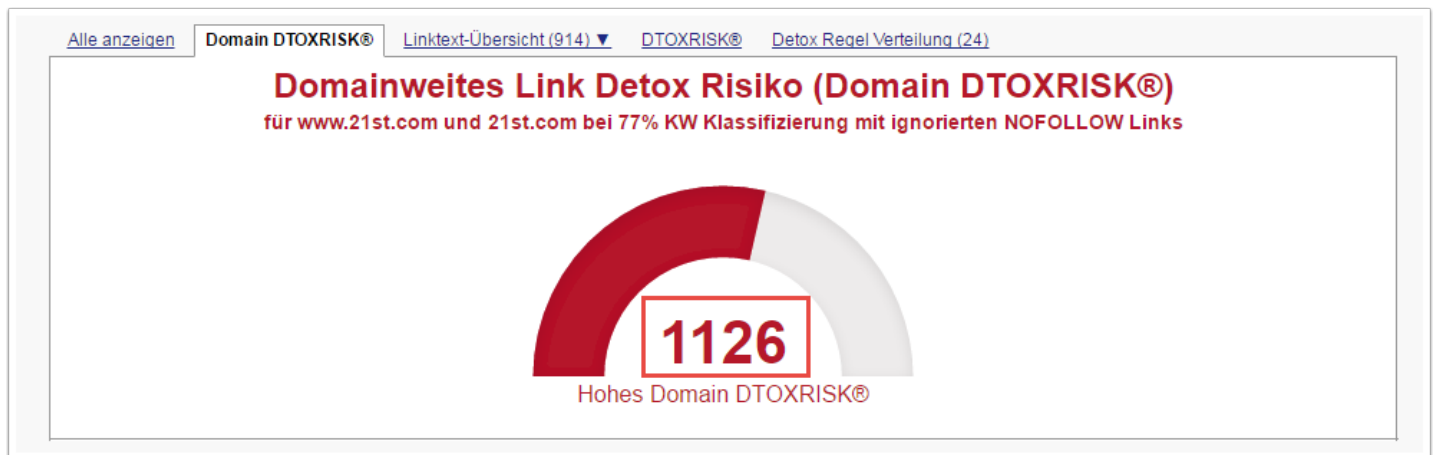 Alle anzeigen Domain DTOXRISK® Linktext-Übersicht (914) ▼ DTOXRISK® Detox Regel Verteilung (24)
Domainweites Link Detox Risiko (Domain DTOXRISK®)
für www.21st.com und 21st.com bei 77% KW Klassifizierung mit ignorierten NOFOLLOW Links
1126
Hohes Domain DTOXRISK®